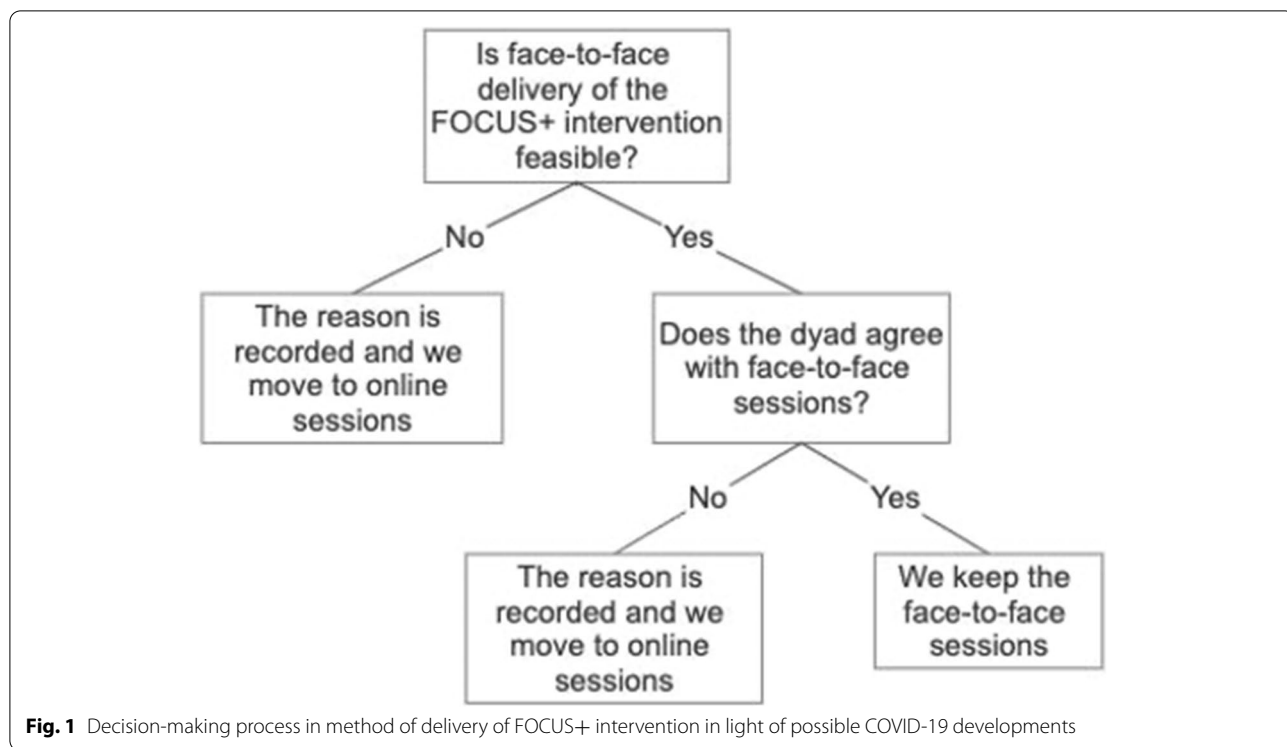 Is face-to-face
delivery of the
FOCUS+ intervention
feasible?
No
Yes
The reason is
recorded and we
move to online
sessions
Does the dyad agree
with face-to-face
sessions?
No
Yes
The reason is
recorded and we
move to online
sessions
We keep the
face-to-face
sessions
Fig. 1 Decision-making process in method of delivery of FOCUS+ intervention in light of possible COVID-19 developments